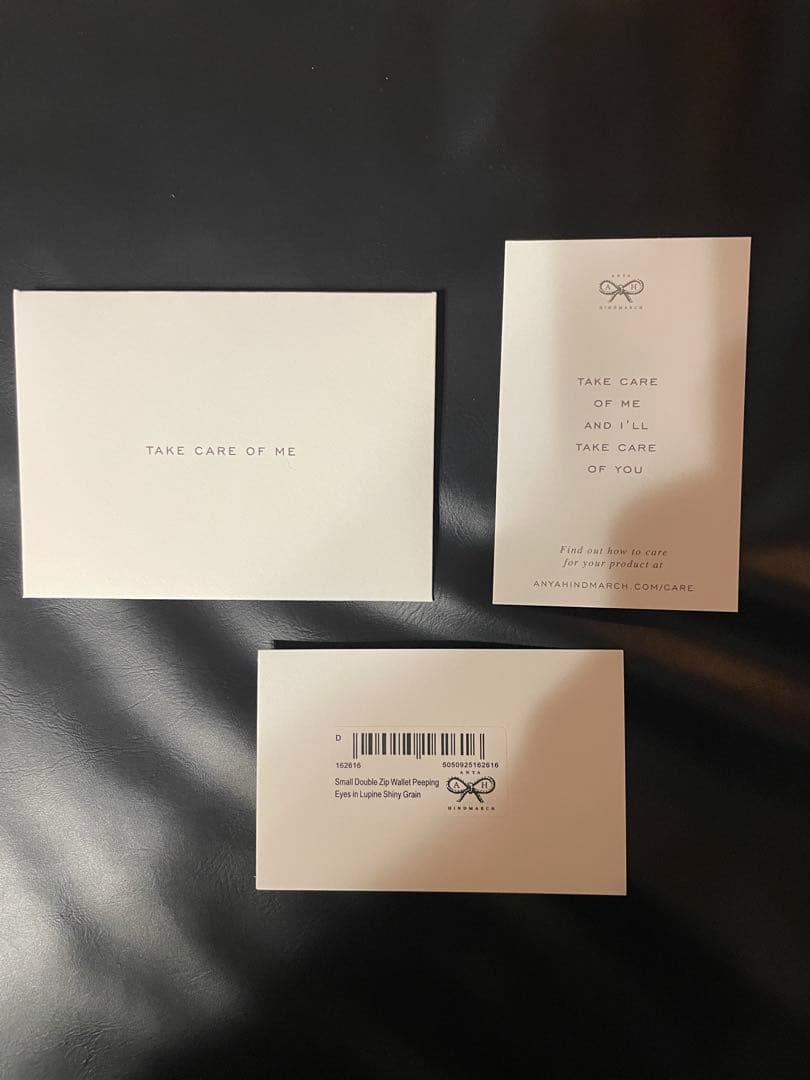 TAKE CARE OF ME
ANYA
A H
HINDMARCH
TAKE CARE
OF ME
AND I'LL
TAKE CARE
OF YOU
Find out how to care
for your product at
ANYAHINDMARCH.COM/CARE
D
162616 5050925162616
Small Double Zip Wallet Peeping
Eyes in Lupine Shiny Grain
ANYA
A H
HINDMARCH